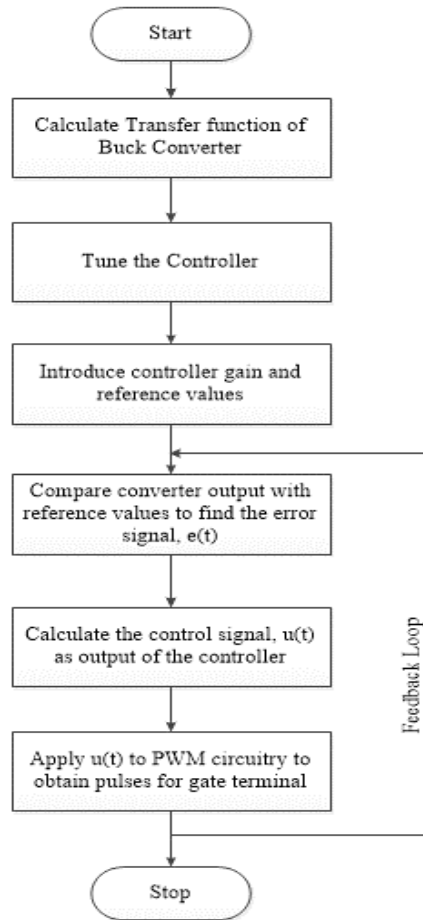 Start
Calculate Transfer function of
Buck Converter
Tune the Controller
Introduce controller gain and
reference values
Compare converter output with
reference values to find the error
signal, e(t)
Calculate the control signal, u(t)
as output of the controller
Feedback Loop
Apply u(t) to PWM circuitry to
obtain pulses for gate terminal
Stop